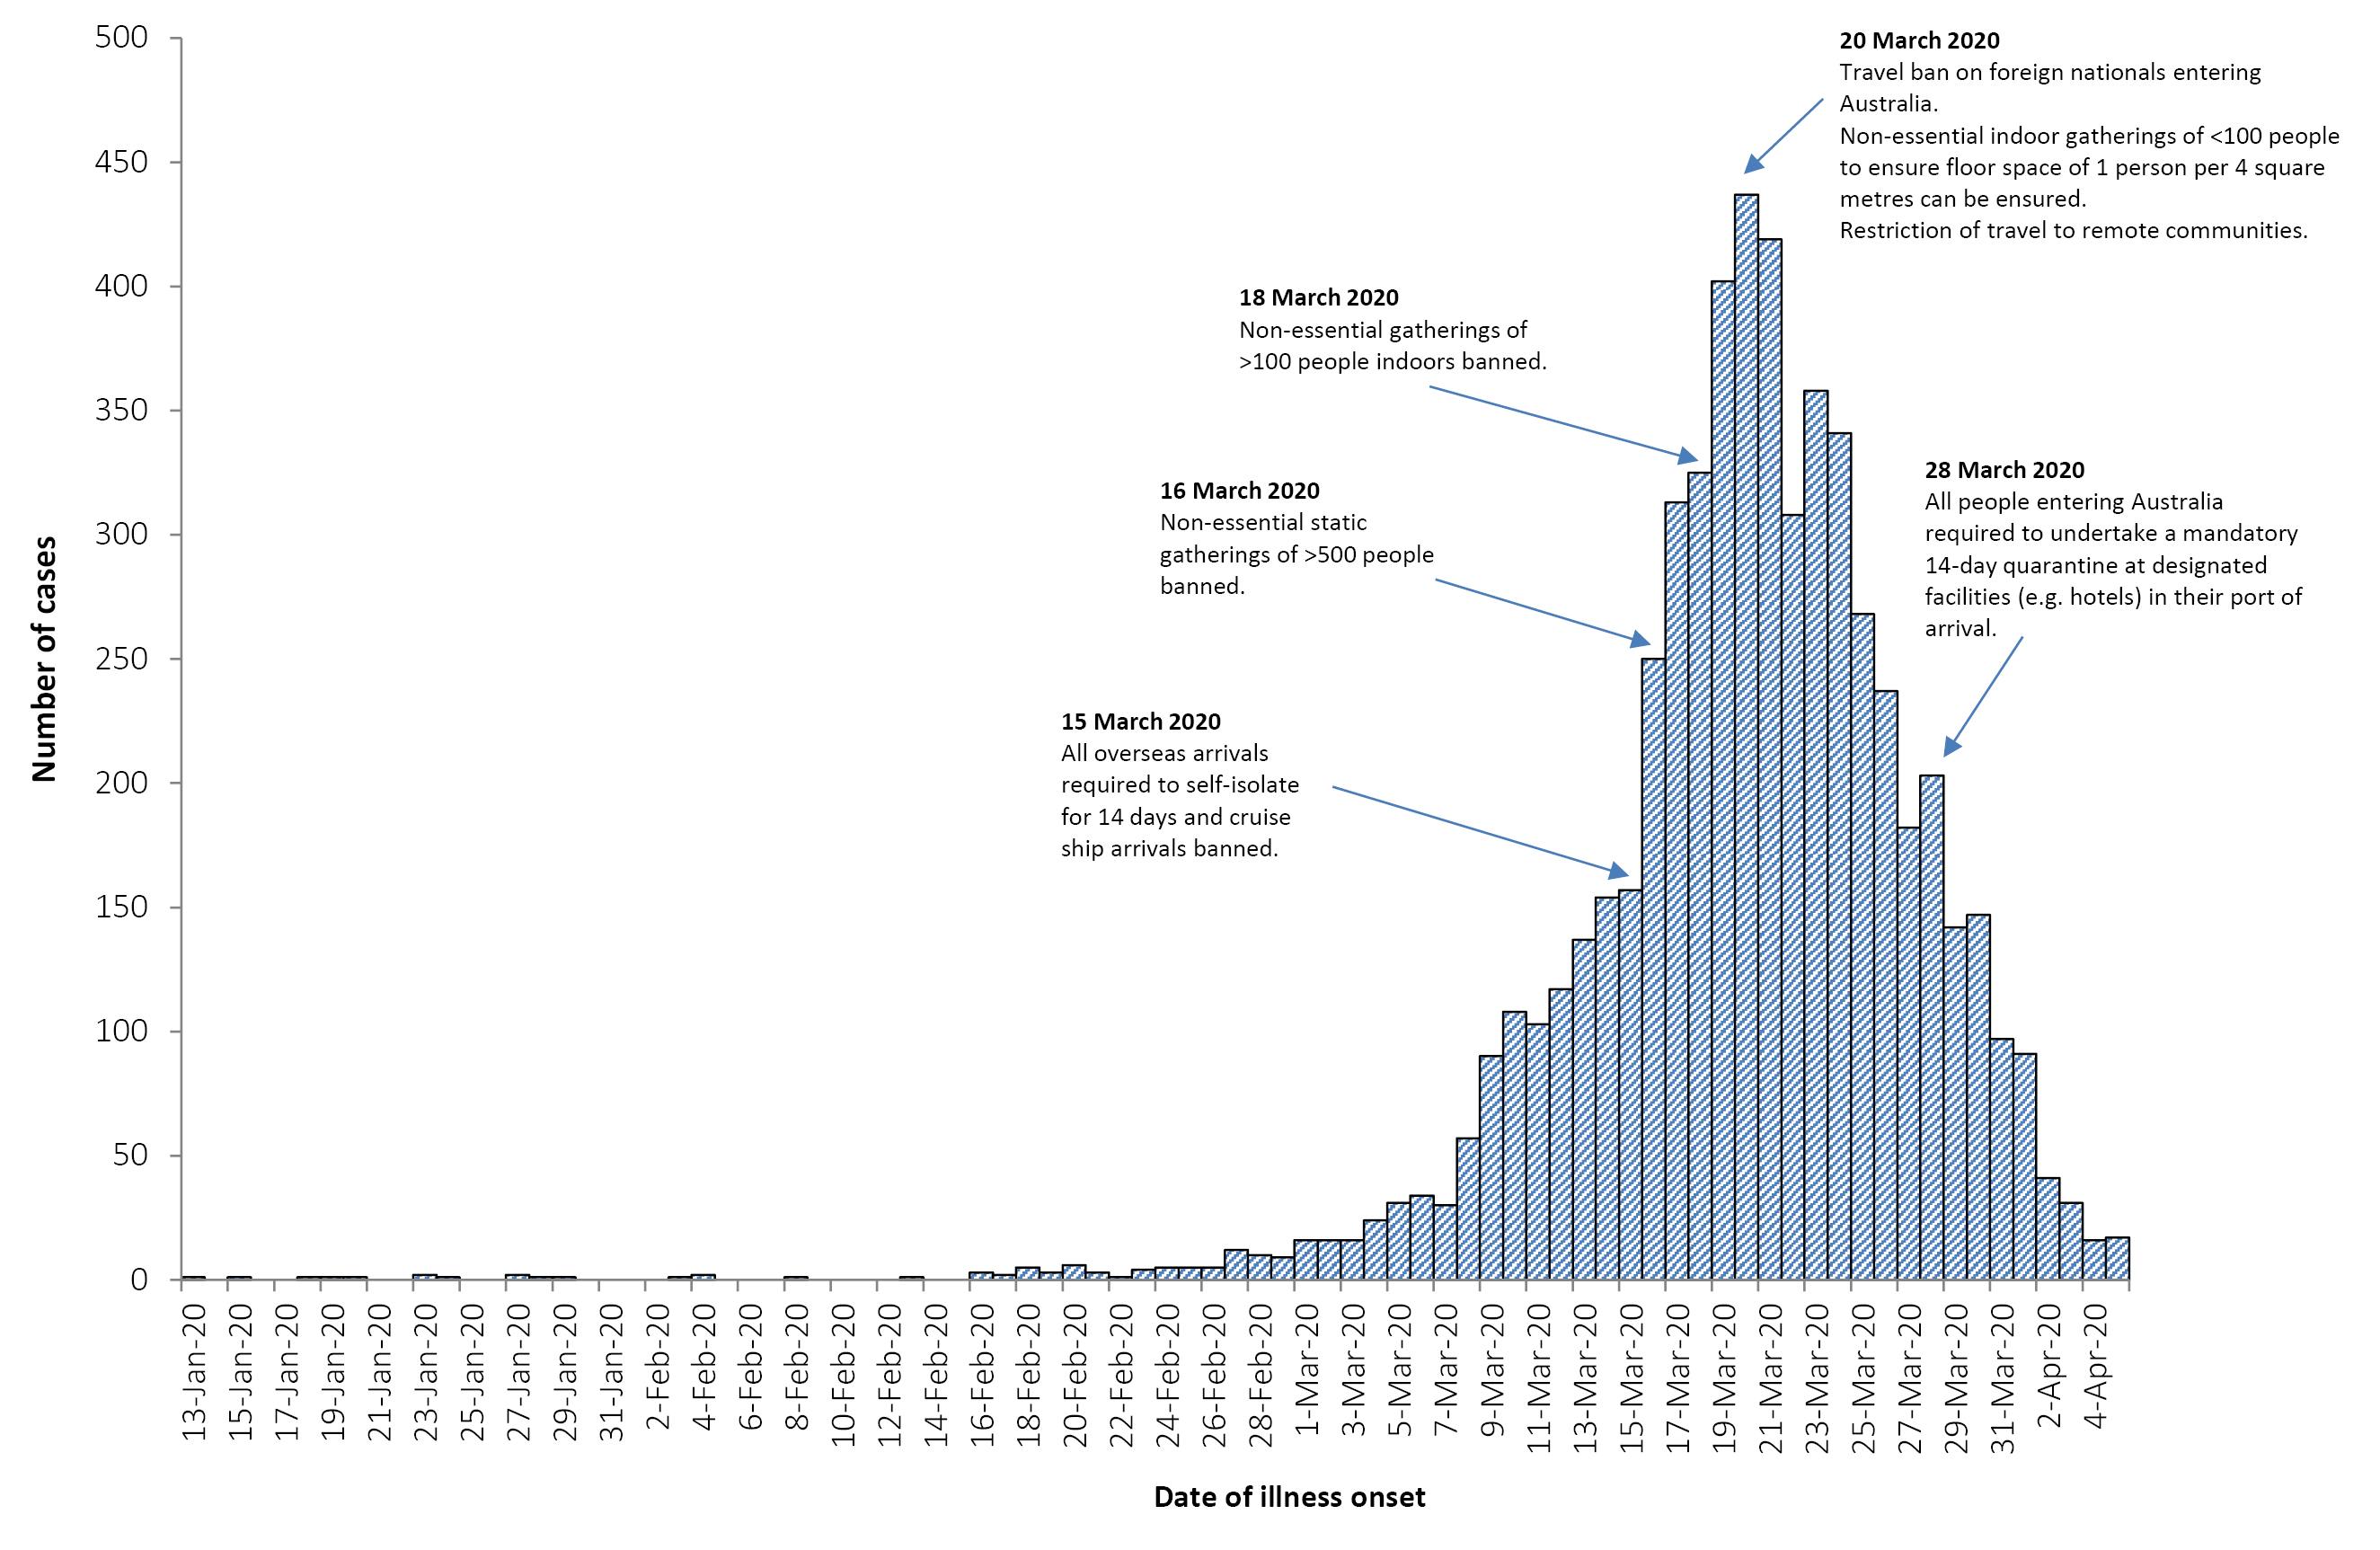 500
450
400
350
300
250
200
150
100
50
0
Number of cases
20 March 2020
Travel ban on foreign nationals entering
Australia.
Non-essential indoor gatherings of <100 people
to ensure floor space of 1 person per 4 square
metres can be ensured.
Restriction of travel to remote communities.
18 March 2020
Non-essential gatherings of
>100 people indoors banned.
16 March 2020
Non-essential static
gatherings of >500 people
banned.
28 March 2020
All people entering Australia
required to undertake a mandatory
14-day quarantine at designated
facilities (e.g. hotels) in their port of
arrival.
15 March 2020
All overseas arrivals
required to self-isolate
for 14 days and cruise
ship arrivals banned.
13-Jan-20
15-Jan-20
17-Jan-20
19-Jan-20
21-Jan-20
23-Jan-20
25-Jan-20
27-Jan-20
29-Jan-20
31-Jan-20
2-Feb-20
4-Feb-20
6-Feb-20
8-Feb-20
10-Feb-20
12-Feb-20
14-Feb-20
16-Feb-20
18-Feb-20
20-Feb-20
22-Feb-20
24-Feb-20
26-Feb-20
28-Feb-20
1-Mar-20
3-Mar-20
5-Mar-20
7-Mar-20
9-Mar-20
11-Mar-20
13-Mar-20
15-Mar-20
17-Mar-20
19-Mar-20
21-Mar-20
23-Mar-20
25-Mar-20
27-Mar-20
29-Mar-20
31-Mar-20
2-Apr-20
4-Apr-20
Date of illness onset